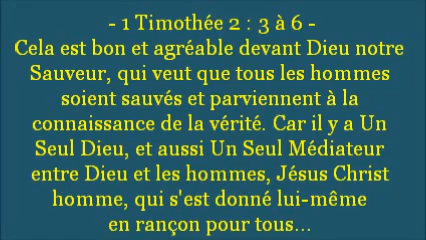 - 1 Timothée 2 : 3 à 6 -
Cela est bon et agréable devant Dieu notre
Sauveur, qui veut que tous les hommes
soient sauvés et parviennent à la
connaissance de la vérité. Car il y a Un
Seul Dieu, et aussi Un Seul Médiateur
entre Dieu et les hommes, Jésus Christ
homme, qui s'est donné lui-même
en rançon pour tous...